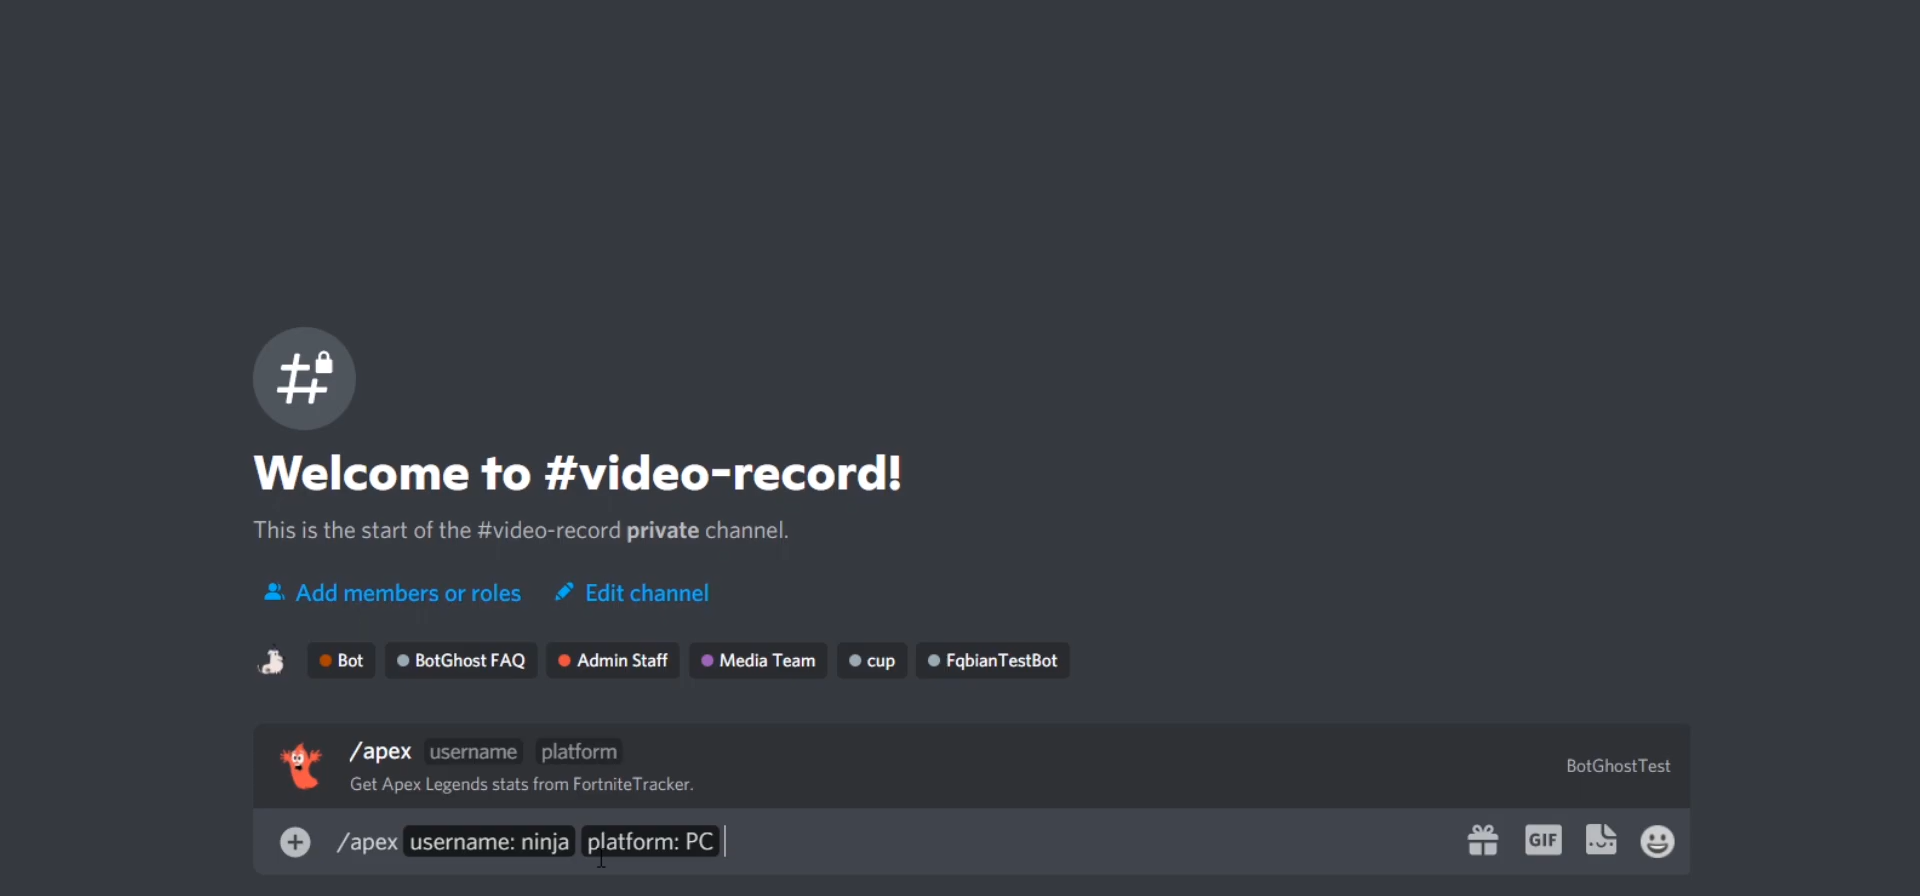 Welcome to #video-record!
This is the start of the #video-record private channel.
Add members or roles Edit channel
Bot BotGhost FAQ Admin Staff Media Team cup FqbianTestBot
/apex username platform
Get Apex Legends stats from FortniteTracker.
BotGhostTest
/apex username: ninja platform: PC
GIF